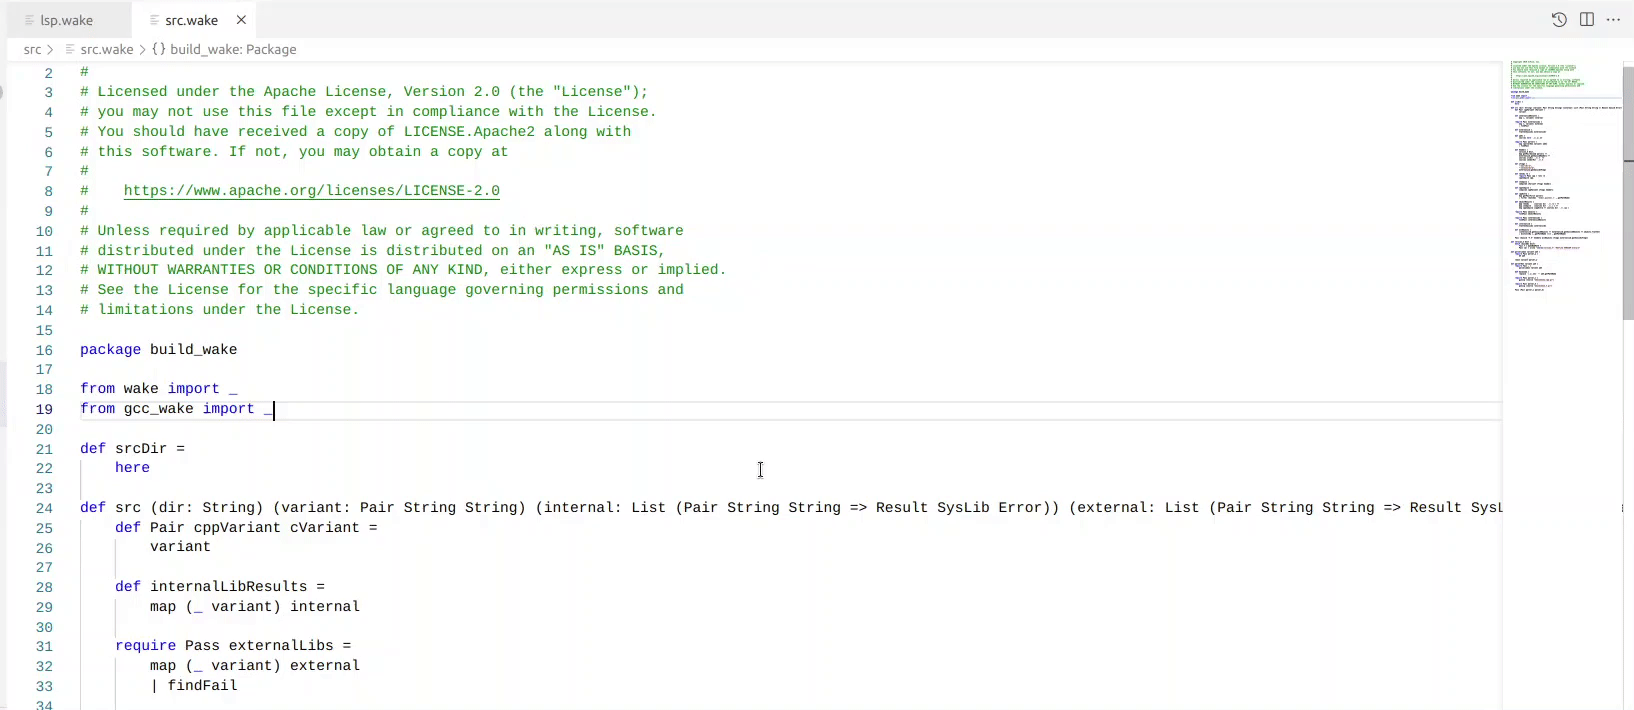 lsp.wake
src.wake
src > src.wake > {} build_wake: Package
2 #
3 # Licensed under the Apache License, Version 2.0 (the "License");
4 # you may not use this file except in compliance with the License.
5 # You should have received a copy of LICENSE.Apache2 along with
6 # this software. If not, you may obtain a copy at
7 #
8 #    https://www.apache.org/licenses/LICENSE-2.0
9 #
10 # Unless required by applicable law or agreed to in writing, software
11 # distributed under the License is distributed on an "AS IS" BASIS,
12 # WITHOUT WARRANTIES OR CONDITIONS OF ANY KIND, either express or implied.
13 # See the License for the specific language governing permissions and
14 # limitations under the License.
15
16 package build_wake
17
18 from wake import _
19 from gcc_wake import _
20
21 def srcDir =
22     here
23
24 def src (dir: String) (variant: Pair String String) (internal: List (Pair String String => Result SysLib Error)) (external: List (Pair String String => Result SysL
25     def Pair cppVariant cVariant =
26         variant
27
28     def internalLibResults =
29         map (_ variant) internal
30
31     require Pass externalLibs =
32         map (_ variant) external
33         | findFail
34